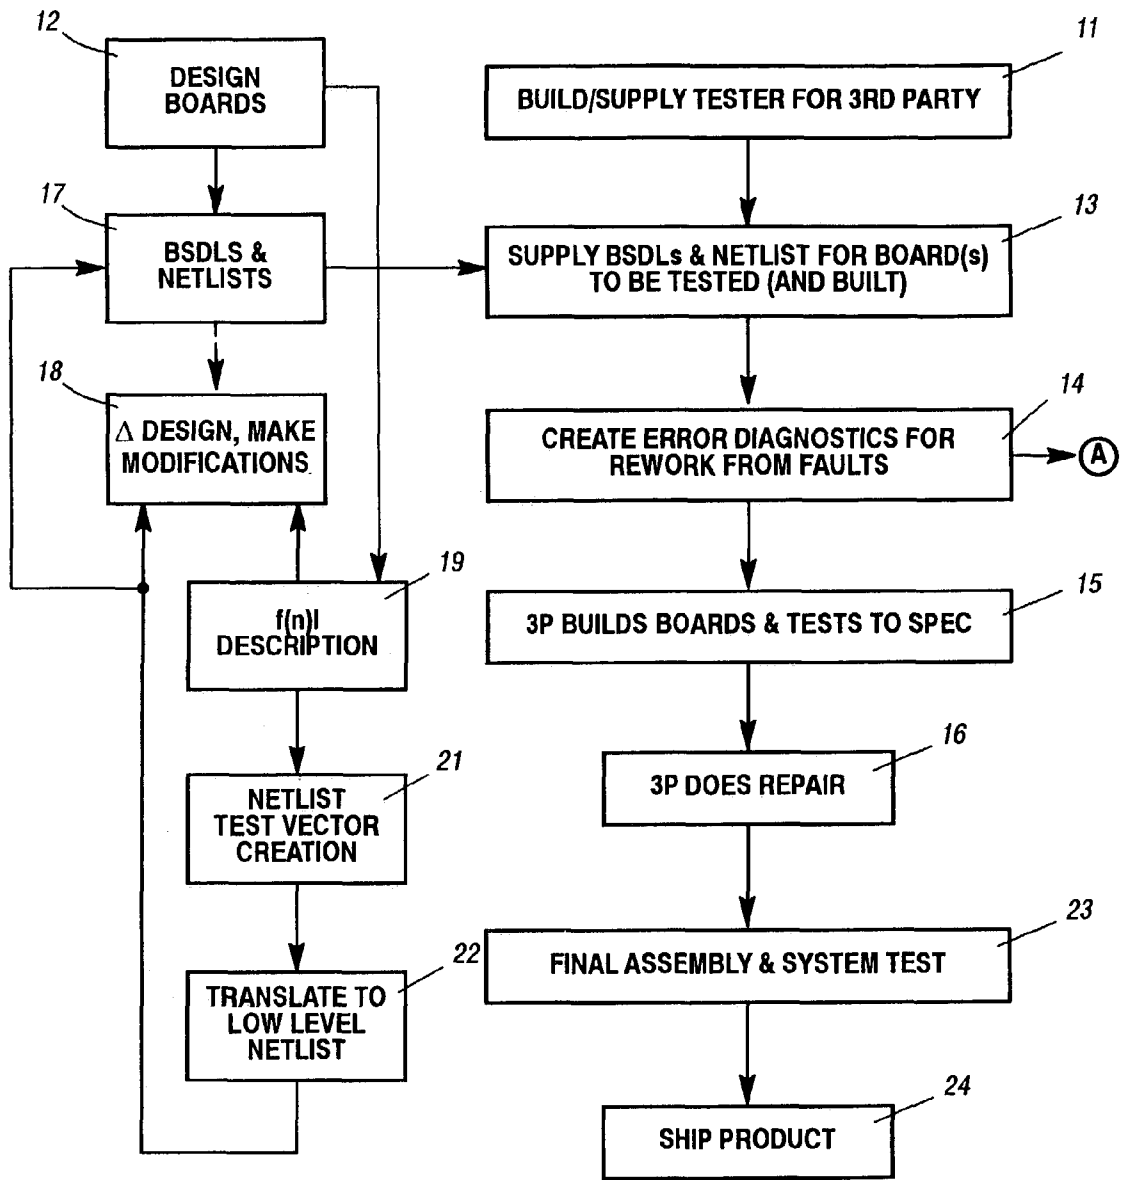 12
DESIGN
BOARDS
11
BUILD/SUPPLY TESTER FOR 3RD PARTY
17
BSDLS &
NETLISTS
13
SUPPLY BSDLs & NETLIST FOR BOARD(s)
TO BE TESTED (AND BUILT)
18
Δ DESIGN, MAKE
MODIFICATIONS
14
CREATE ERROR DIAGNOSTICS FOR
REWORK FROM FAULTS
A
19
f(n)l
DESCRIPTION
15
3P BUILDS BOARDS & TESTS TO SPEC
16
3P DOES REPAIR
21
NETLIST
TEST VECTOR
CREATION
22
TRANSLATE TO
LOW LEVEL
NETLIST
23
FINAL ASSEMBLY & SYSTEM TEST
24
SHIP PRODUCT